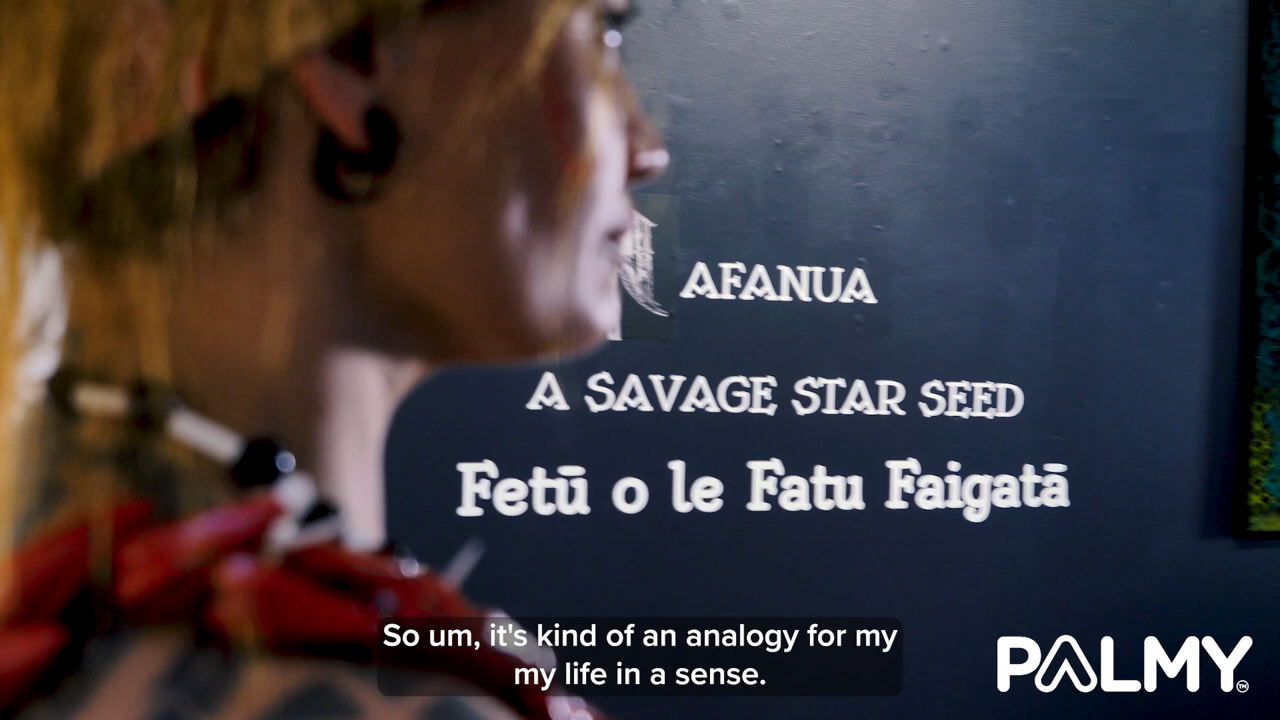 AFANUA
A SAVAGE STAR SEED
Fetū o le Fatu Faigatā
So um, it's kind of an analogy for my
my life in a sense.
PALMY
TM